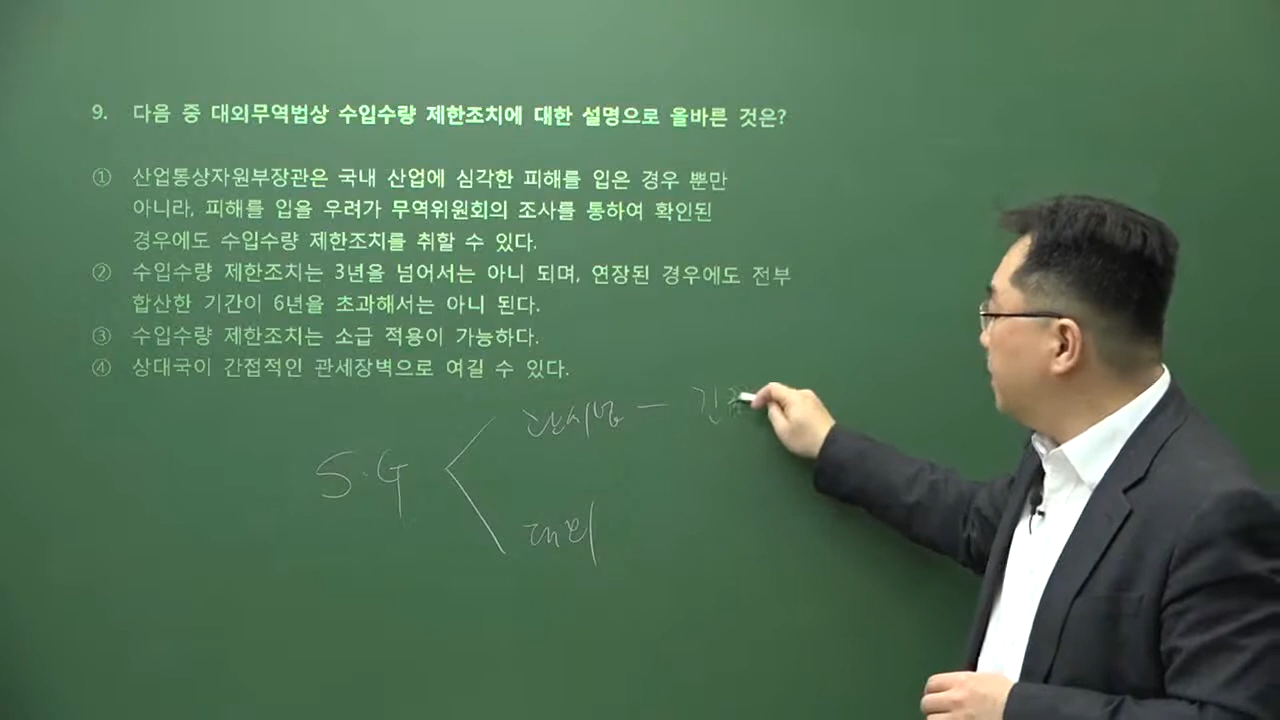 9. 다음 중 대외무역법상 수입수량 제한조치에 대한 설명으로 올바른 것은?
① 산업통상자원부장관은 국내 산업에 심각한 피해를 입은 경우 뿐만
아니라, 피해를 입을 우려가 무역위원회의 조사를 통하여 확인된
경우에도 수입수량 제한조치를 취할 수 있다.
② 수입수량 제한조치는 3년을 넘어서는 아니 되며, 연장된 경우에도 전부
합산한 기간이 6년을 초과해서는 아니 된다.
③ 수입수량 제한조치는 소급 적용이 가능하다.
④ 상대국이 간접적인 관세장벽으로 여길 수 있다.
관세법 — 긴
S.G
대외